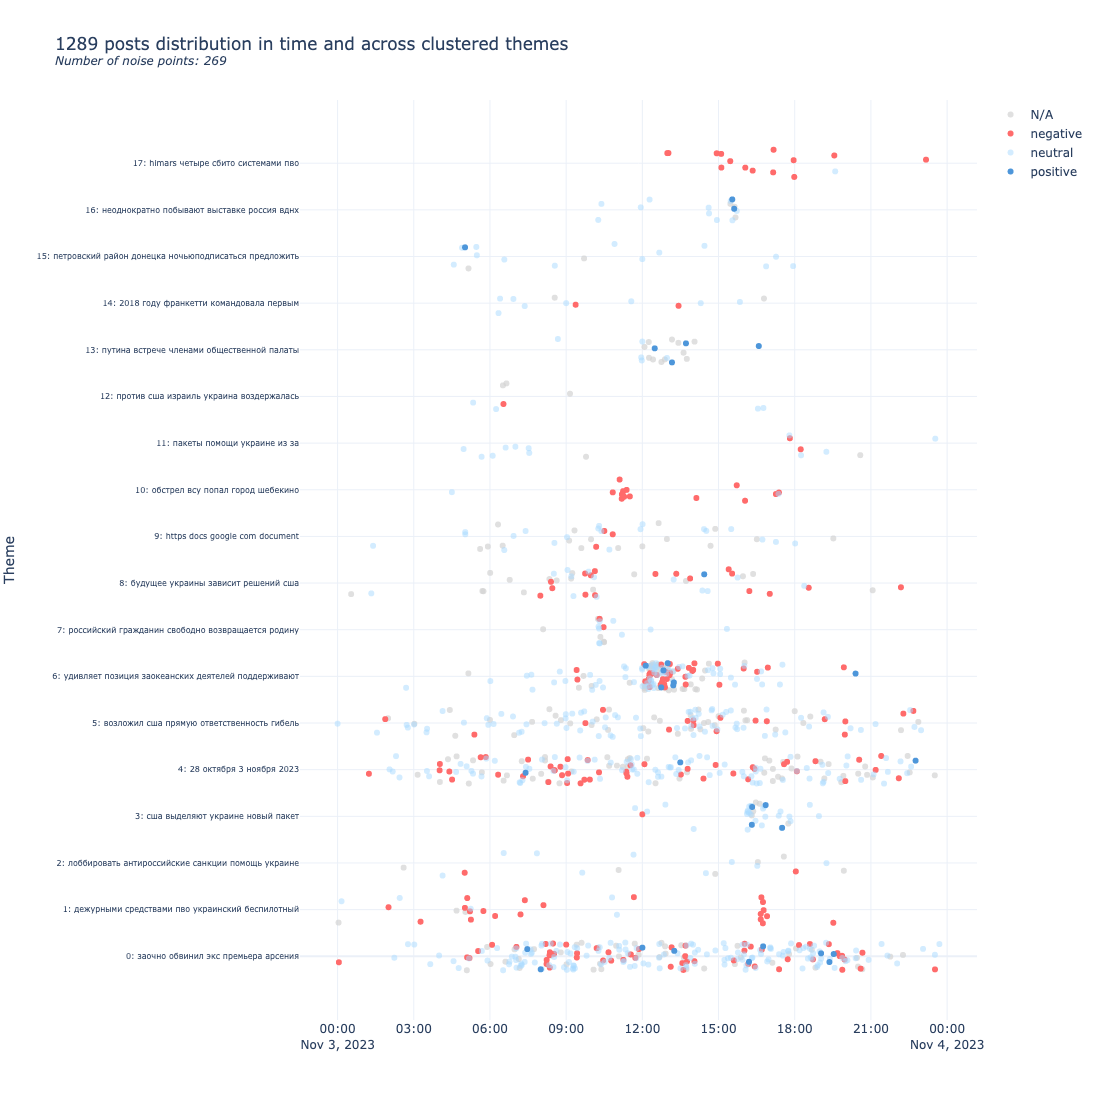 1289 posts distribution in time and across clustered themes
Number of noise points: 269
N/A
negative
neutral
positive
17: himars четыре сбито системами пво
16: неоднократно побывают выставке россия вднх
15: петровский район донецка ночьюподписаться предложить
14: 2018 году франкетти командовала первым
13: путина встрече членами общественной палаты
12: против сша израиль украина воздержалась
11: пакеты помощи украине из за
10: обстрел всу попал город шебекино
9: https docs google com document
8: будущее украины зависит решений сша
7: российский гражданин свободно возвращается родину
6: удивляет позиция заокеанских деятелей поддерживают
5: возложил сша прямую ответственность гибель
4: 28 октября 3 ноября 2023
3: сша выделяют украине новый пакет
2: лоббировать антироссийские санкции помощь украине
1: дежурными средствами пво украинский беспилотный
0: заочно обвинил экс премьера арсения
Theme
00:00 03:00 06:00 09:00 12:00 15:00 18:00 21:00 00:00
Nov 3, 2023 Nov 4, 2023